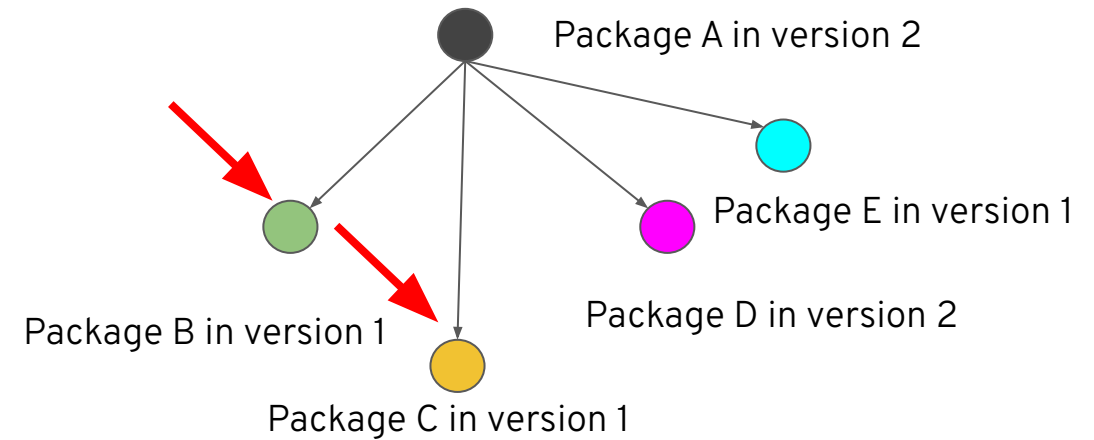 Package A in version 2
Package E in version 1
Package D in version 2
Package B in version 1
Package C in version 1